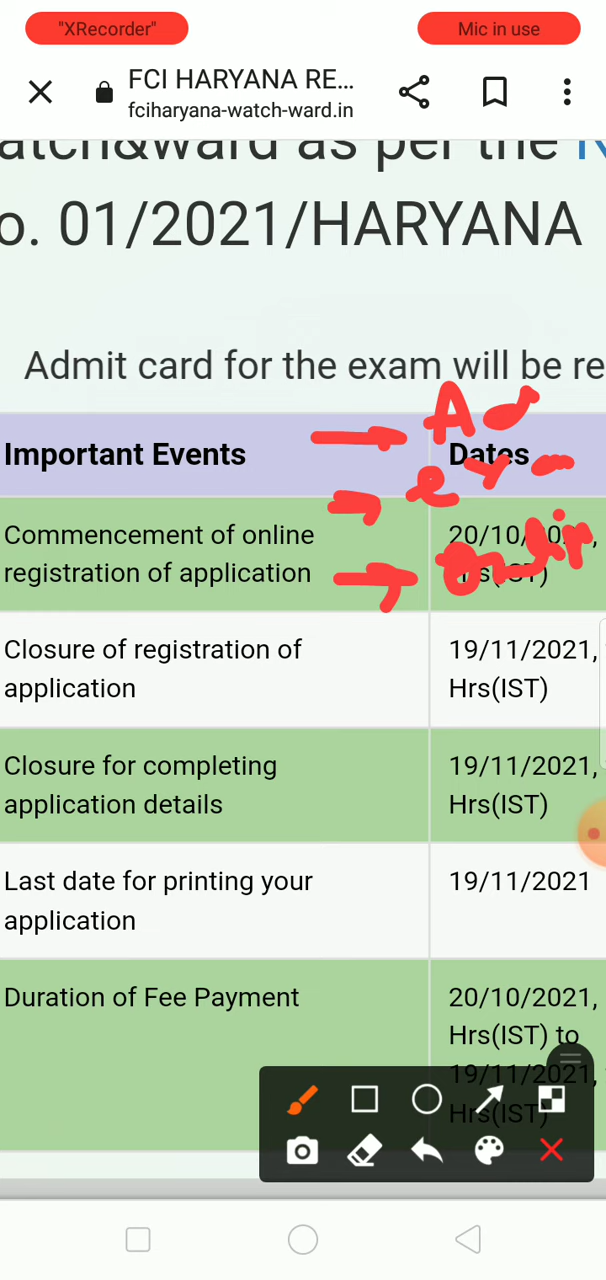 "XRecorder"
Mic in use
FCI HARYANA RE...
fciharyana-watch-ward.in
atch&ward as per the
o. 01/2021/HARYANA
Admit card for the exam will be re
Important Events
Dates
Commencement of online
registration of application
20/10/
Hrs(IST)
Closure of registration of
application
19/11/2021,
Hrs(IST)
Closure for completing
application details
19/11/2021,
Hrs(IST)
Last date for printing your
application
19/11/2021
Duration of Fee Payment
20/10/2021,
Hrs(IST) to
19/11/2021,
Hrs(IST)